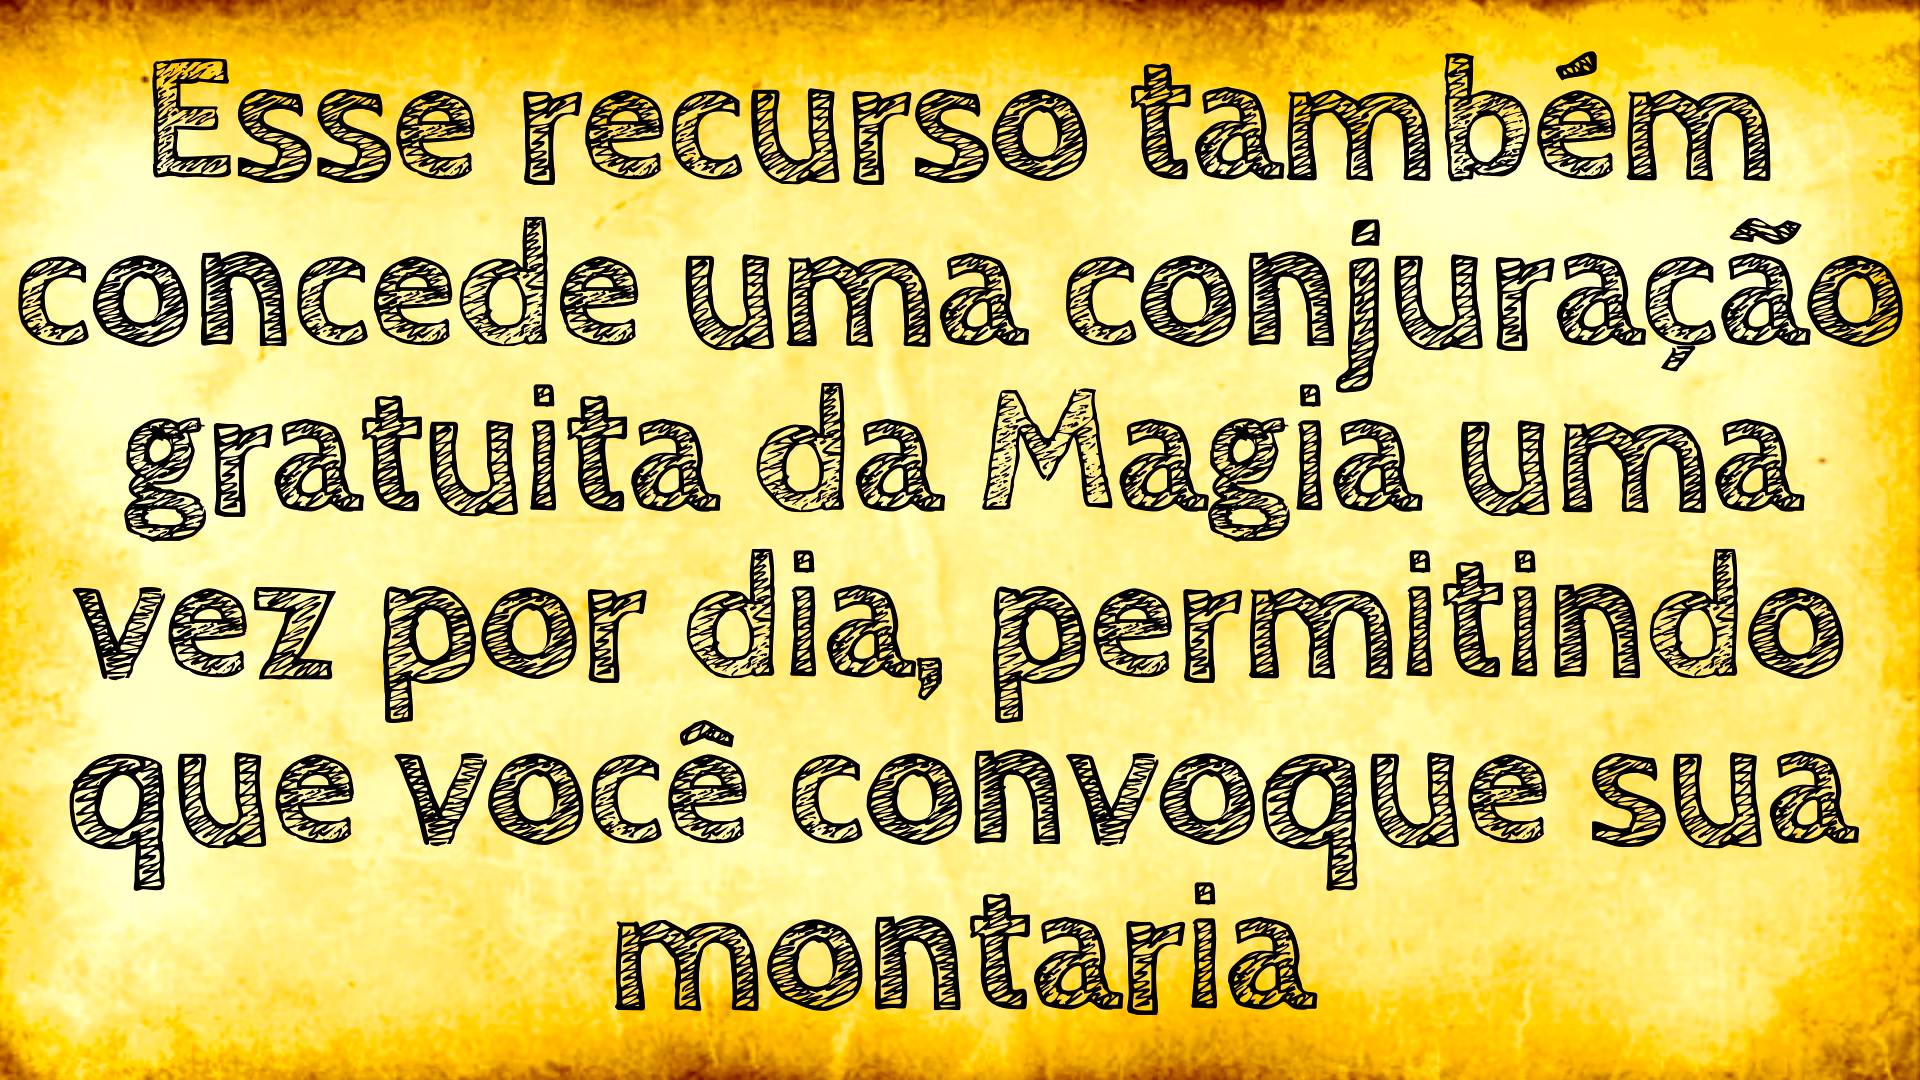 Esse recurso também
concede uma conjuração
gratuita da Magia uma
vez por dia, permitindo
que você convoque sua
montaria